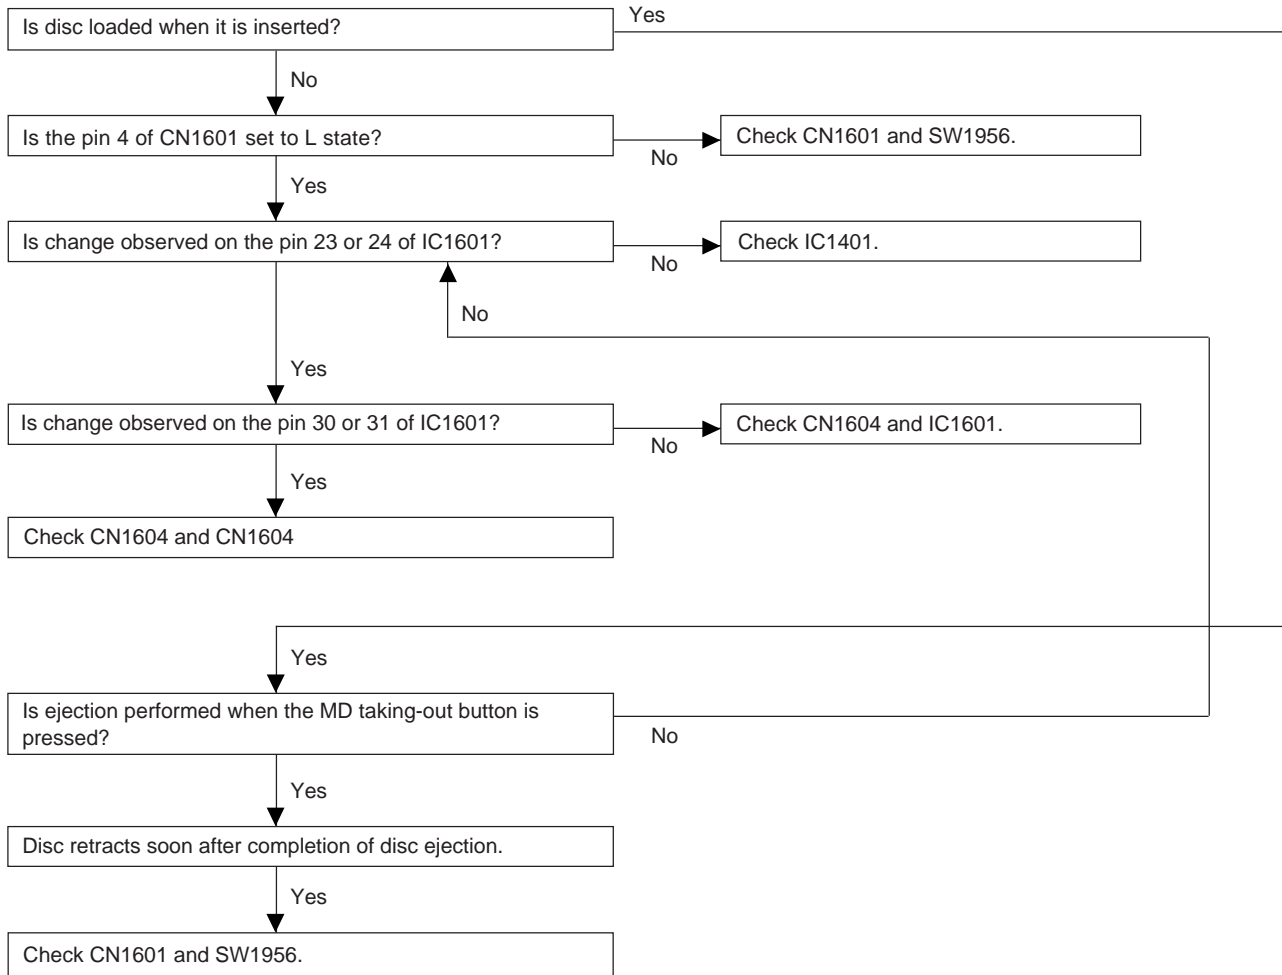 Is disc loaded when it is inserted?
Yes
No
Is the pin 4 of CN1601 set to L state?
No
Check CN1601 and SW1956.
Yes
Is change observed on the pin 23 or 24 of IC1601?
No
Check IC1401.
No
Yes
Is change observed on the pin 30 or 31 of IC1601?
No
Check CN1604 and IC1601.
Yes
Check CN1604 and CN1604
Yes
Is ejection performed when the MD taking-out button is
pressed?
No
Yes
Disc retracts soon after completion of disc ejection.
Yes
Check CN1601 and SW1956.